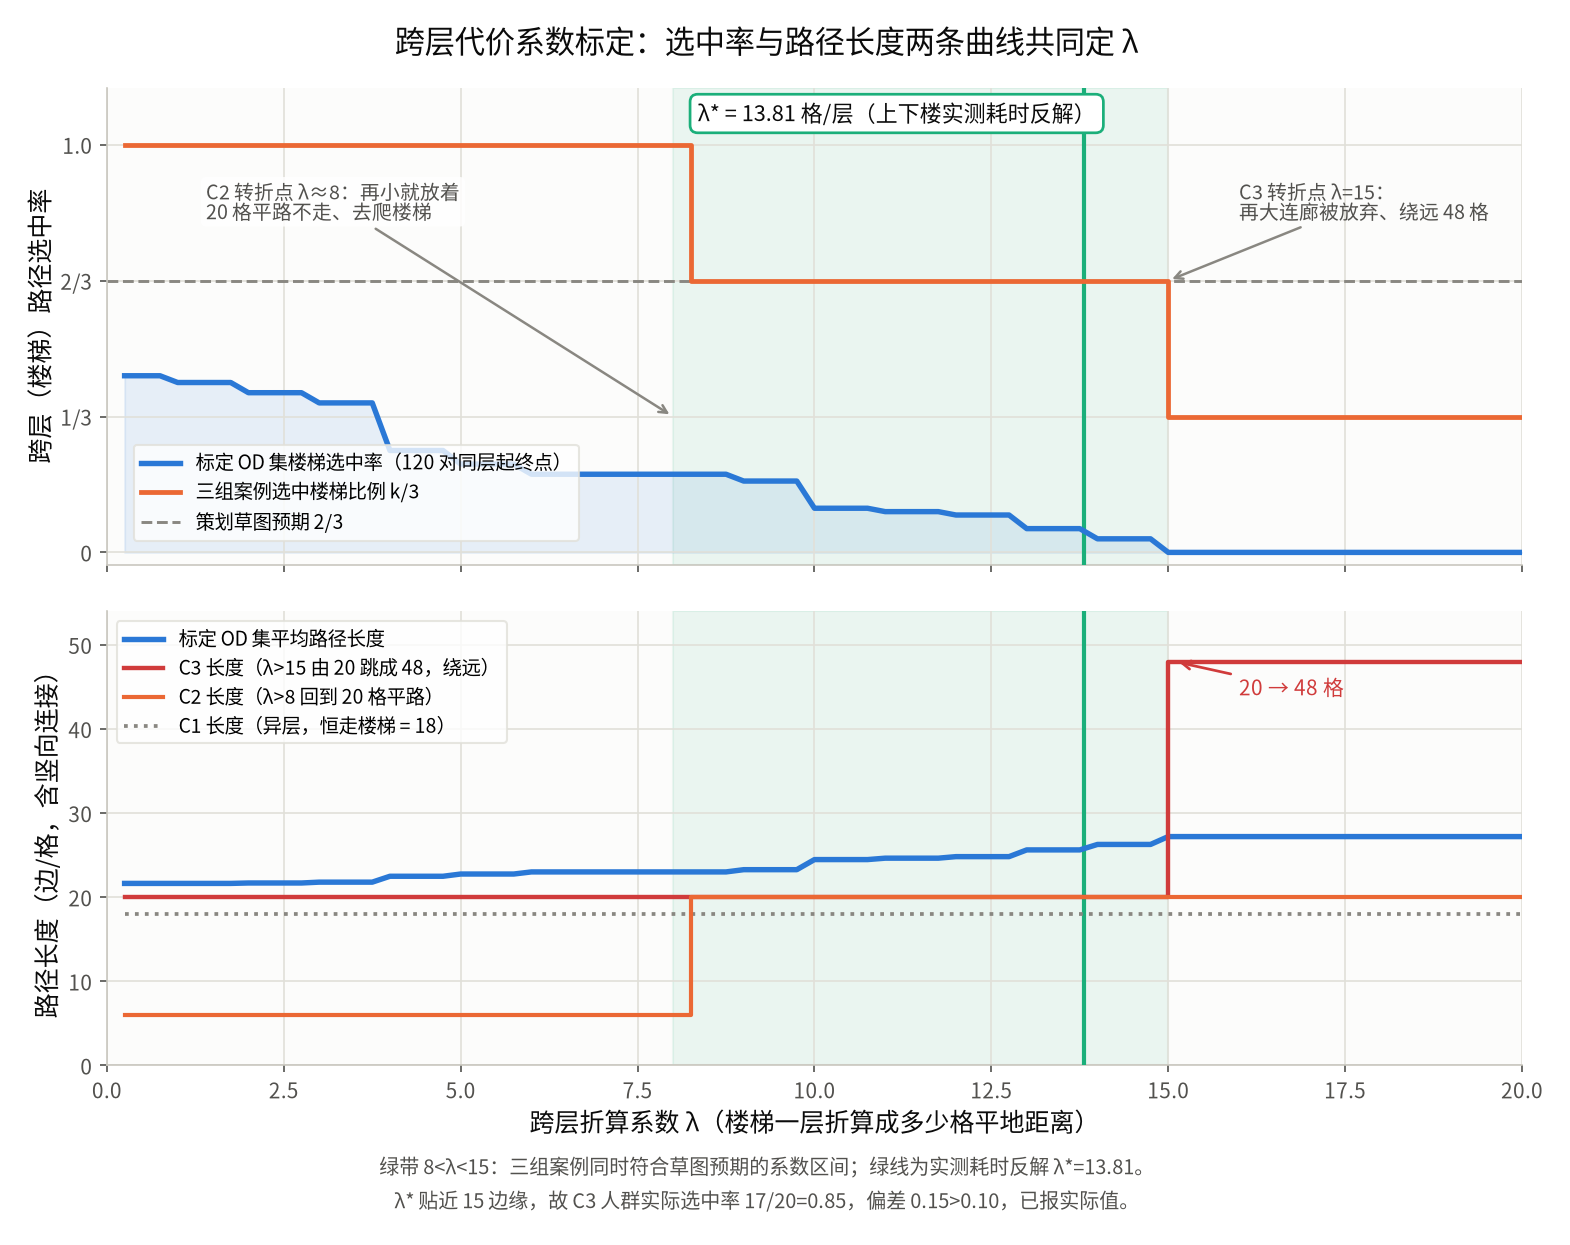 跨层代价系数标定：选中率与路径长度两条曲线共同定 λ
跨层（楼梯）路径选中率
1.0
2/3
1/3
0
λ* = 13.81 格/层（上下楼实测耗时反解）
C2 转折点 λ≈8：再小就放着
20 格平路不走、去爬楼梯
C3 转折点 λ=15：
再大连廊被放弃、绕远 48 格
标定 OD 集楼梯选中率（120 对同层起终点）
三组案例选中楼梯比例 k/3
策划草图预期 2/3
路径长度（边/格，含竖向连接）
50
40
30
20
10
0
标定 OD 集平均路径长度
C3 长度（λ>15 由 20 跳成 48，绕远）
C2 长度（λ>8 回到 20 格平路）
C1 长度（异层，恒走楼梯 = 18）
20 → 48 格
0.0
2.5
5.0
7.5
10.0
12.5
15.0
17.5
20.0
跨层折算系数 λ（楼梯一层折算成多少格平地距离）
绿带 8<λ<15：三组案例同时符合草图预期的系数区间；绿线为实测耗时反解 λ*=13.81。
λ* 贴近 15 边缘，故 C3 人群实际选中率 17/20=0.85，偏差 0.15>0.10，已报实际值。